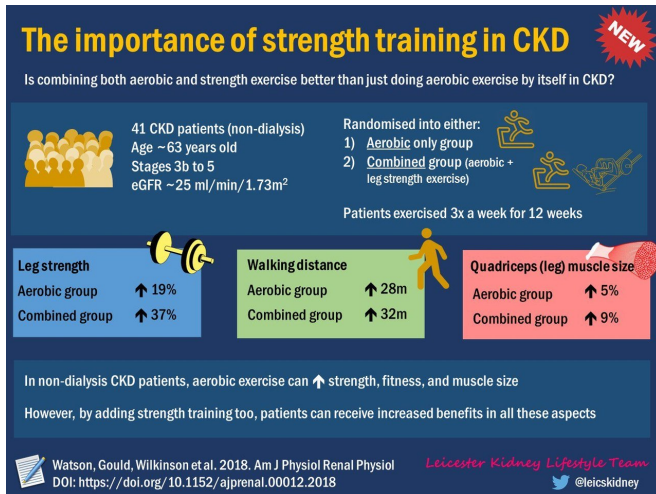 The importance of strength training in CKD
NEW
Is combining both aerobic and strength exercise better than just doing aerobic exercise by itself in CKD?
41 CKD patients (non-dialysis)
Age ~63 years old
Stages 3b to 5
eGFR ~25 ml/min/1.73m²
Randomised into either:
1) Aerobic only group
2) Combined group (aerobic +
leg strength exercise)
Patients exercised 3x a week for 12 weeks
Leg strength
Aerobic group ↑ 19%
Combined group ↑ 37%
Walking distance
Aerobic group ↑ 28m
Combined group ↑ 32m
Quadriceps (leg) muscle size
Aerobic group ↑ 5%
Combined group ↑ 9%
In non-dialysis CKD patients, aerobic exercise can ↑ strength, fitness, and muscle size
However, by adding strength training too, patients can receive increased benefits in all these aspects
Watson, Gould, Wilkinson et al. 2018. Am J Physiol Renal Physiol
DOI: https://doi.org/10.1152/ajprenal.00012.2018
Leicester Kidney Lifestyle Team
@leicskidney